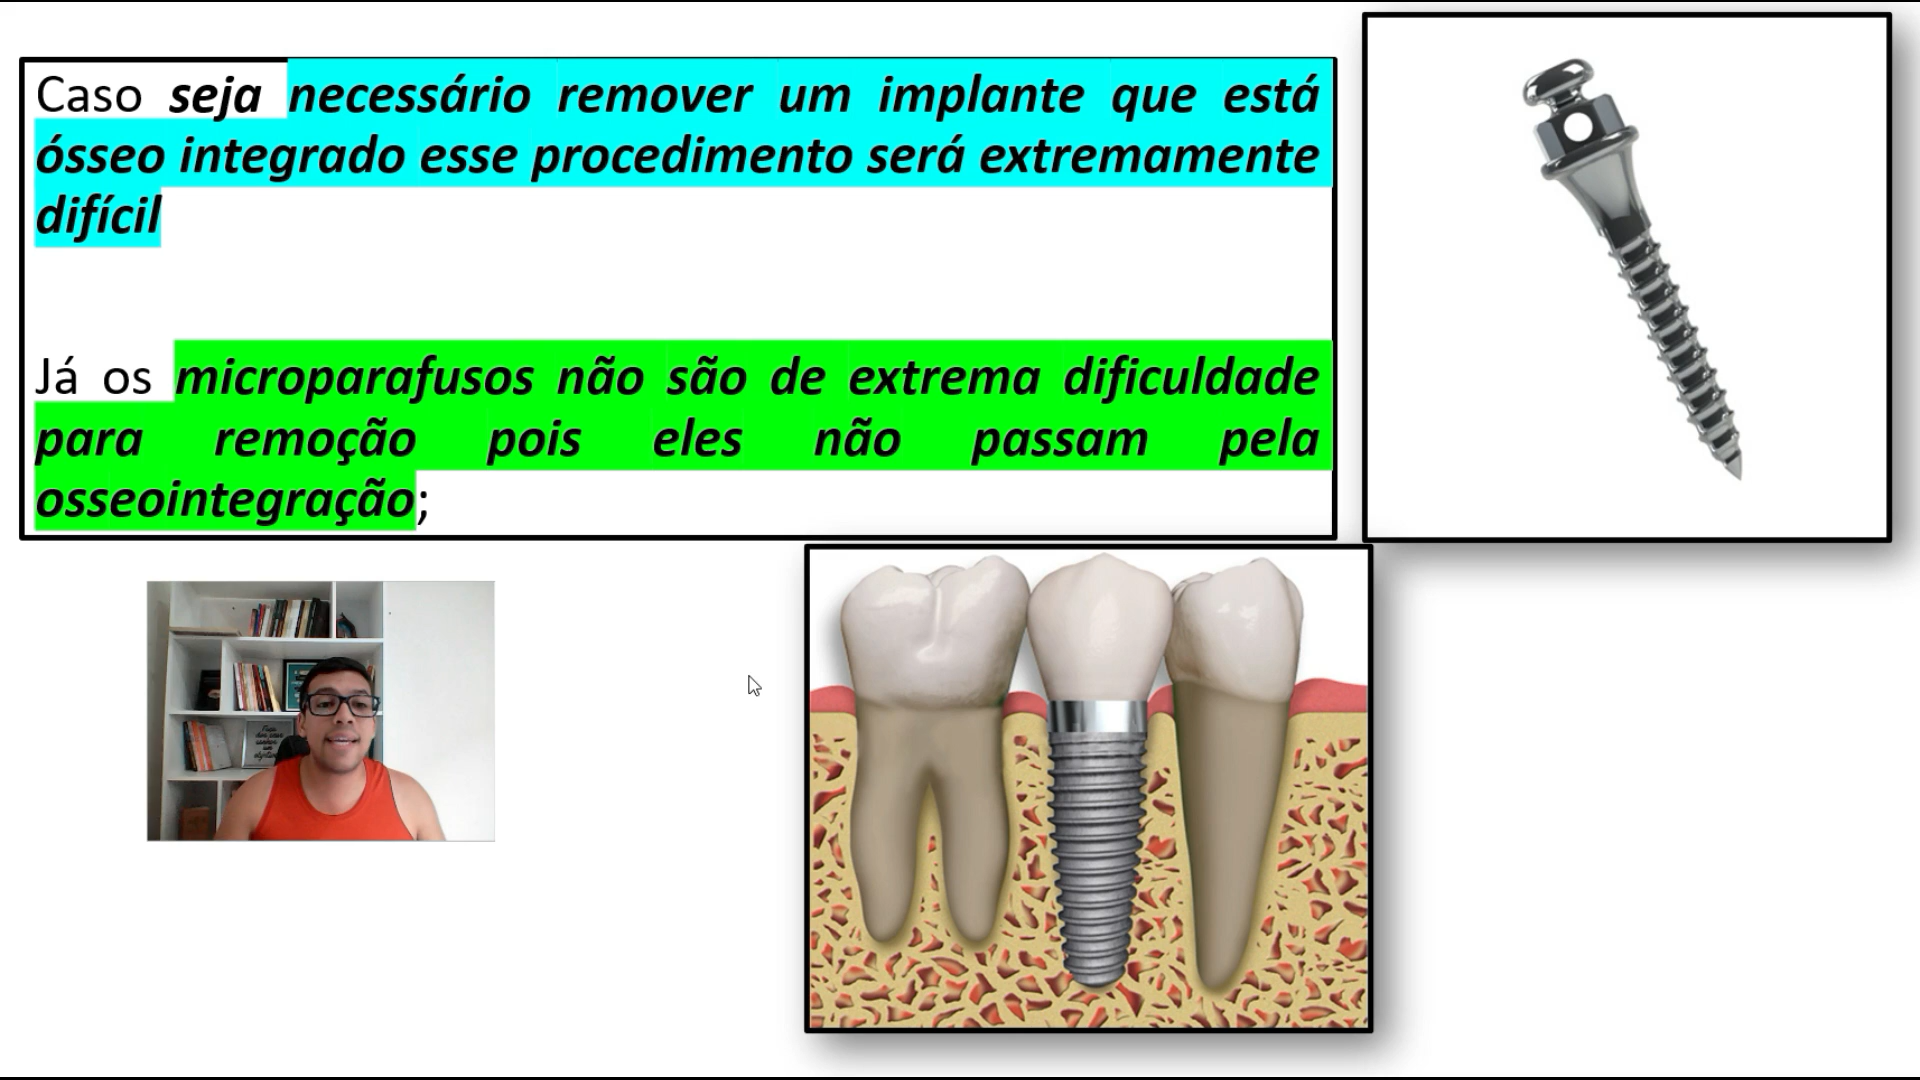 Caso seja necessário remover um implante que está
ósseo integrado esse procedimento será extremamente
difícil
Já os microparafusos não são de extrema dificuldade
para remoção pois eles não passam pela
osseointegração;